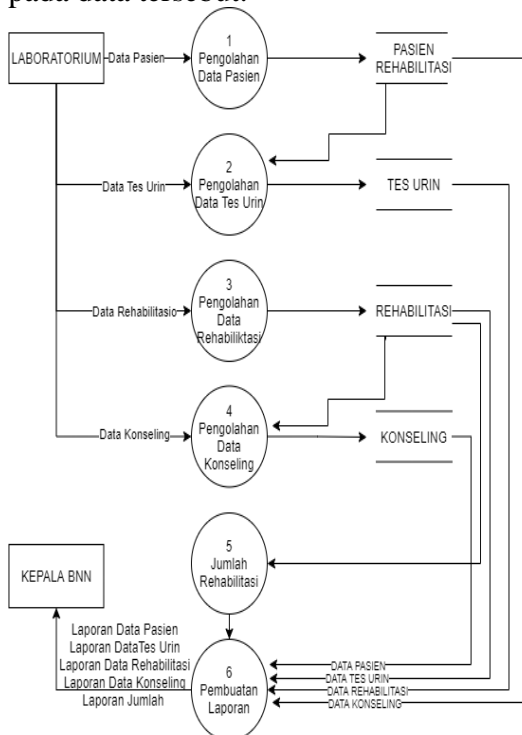 pada data tersebut.
LABORATORIUM
Data Pasien
1
Pengolahan
Data Pasien
PASIEN
REHABILITASI
Data Tes Urin
2
Pengolahan
Data Tes Urin
TES URIN
Data Rehabilitasio
3
Pengolahan
Data
Rehabiliktasi
REHABILITASI
Data Konseling
4
Pengolahan
Data
Konseling
KONSELING
5
Jumlah
Rehabilitasi
KEPALA BNN
Laporan Data Pasien
Laporan DataTes Urin
Laporan Data Rehabilitasi
Laporan Data Konseling
Laporan Jumlah
6
Pembuatan
Laporan
DATA PASIEN
DATA TES URIN
DATA REHABILITASI
DATA KONSELING